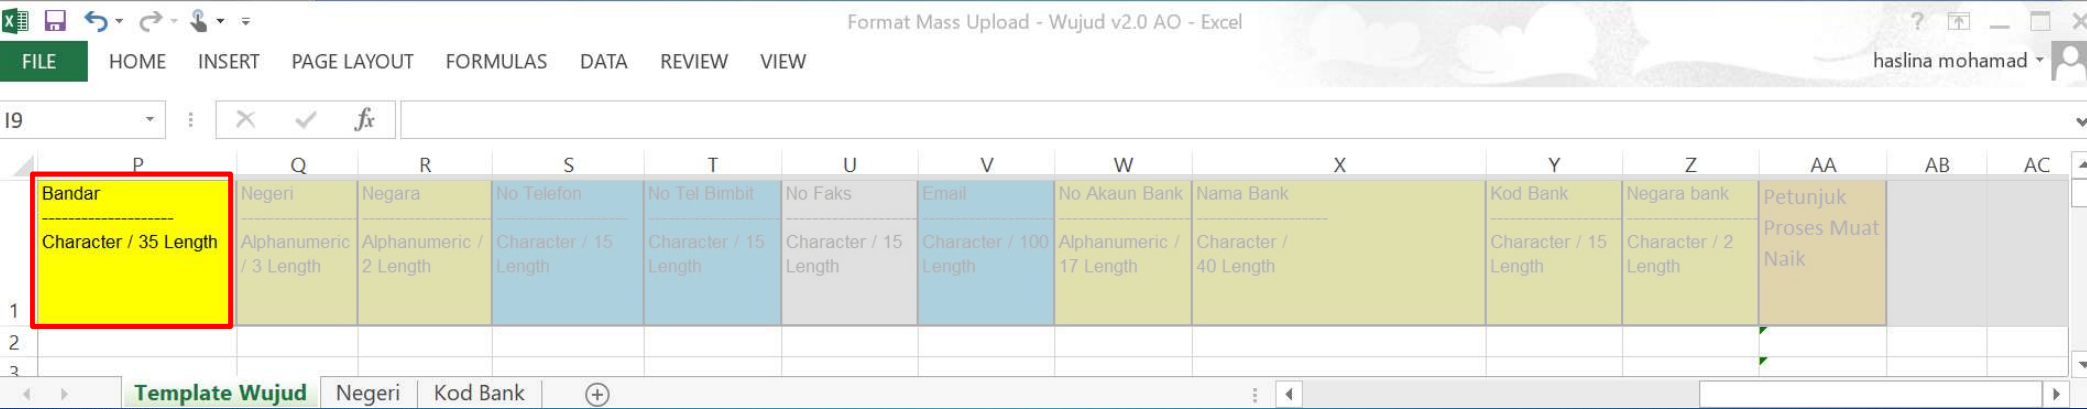 Format Mass Upload - Wujud v2.0 AO - Excel
?
FILE HOME INSERT PAGE LAYOUT FORMULAS DATA REVIEW VIEW
haslina mohamad
I9
fx
P Q R S T U V W X Y Z AA AB AC
1
Bandar
--------------------
Character / 35 Length
Negeri
Alphanumeric
/ 3 Length
Negara
Alphanumeric /
2 Length
No Telefon
Character / 15
Length
No Tel Bimbit
Character / 15
Length
No Faks
Character / 15
Length
Email
Character / 100
Length
No Akaun Bank
Alphanumeric /
17 Length
Nama Bank
Character /
40 Length
Kod Bank
Character / 15
Length
Negara bank
Character / 2
Length
Petunjuk
Proses Muat
Naik
2
3
Template Wujud Negeri Kod Bank